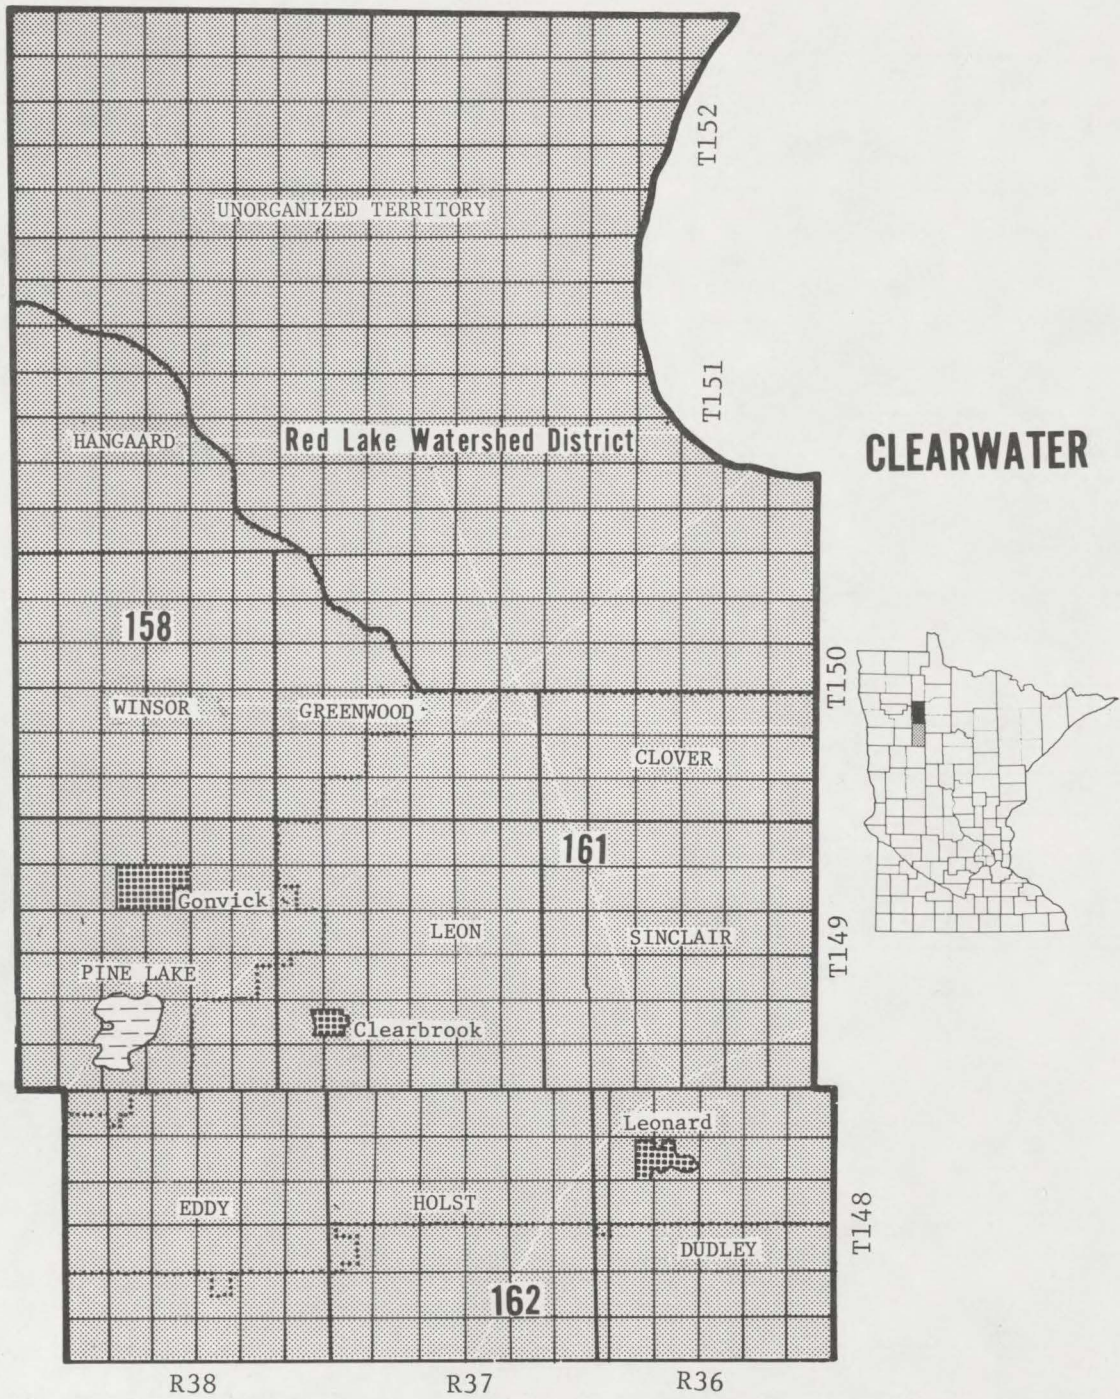 T152
UNORGANIZED TERRITORY
T151
HANGAARD
Red Lake Watershed District
CLEARWATER
158
T150
WINSOR
GREENWOOD
CLOVER
161
Gonvick
LEON
SINCLAIR
T149
PINE LAKE
Clearbrook
Leonard
EDDY
HOLST
T148
DUDLEY
162
R38
R37
R36